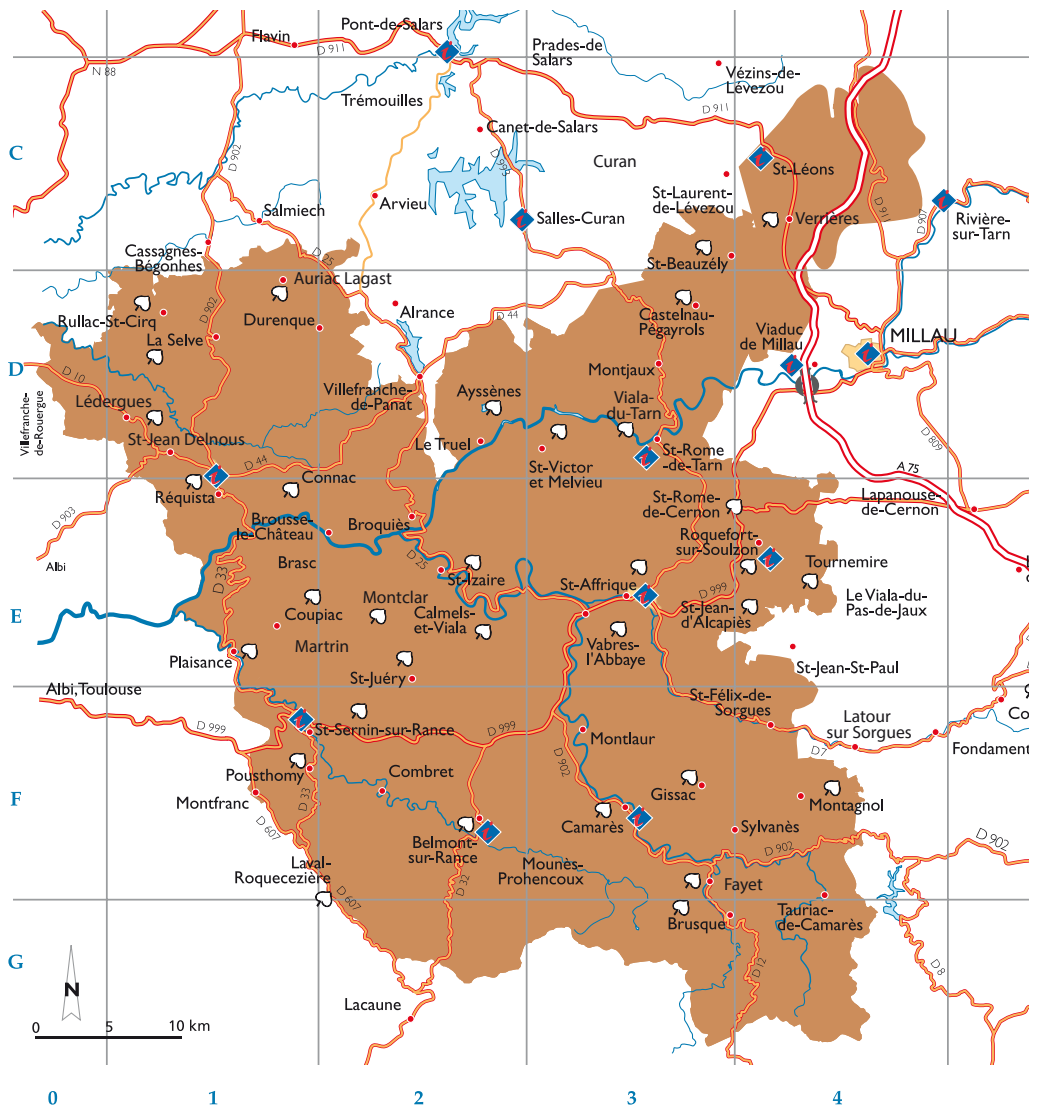 Pont-de-Salars
Flavin
D 911
Prades-de
Salars
Vézins-de-
Lévezou
N 88
Trémouilles
D 911
Canet-de-Salars
C
Curan
D 902
St-Léons
St-Laurent-
de-Lévezou
Arvieu
Salmiech
Salles-Curan
Verrières
D 911
D 907
Rivière-
sur-Tarn
Cassagnes-
Bégonhes
D 25
St-Beauzély
Auriac Lagast
Rullac-St-Cirq
D 902
Durenque
Alrance
D 44
Castelnau-
Pégayrols
La Selve
Viaduc
de Millau
MILLAU
D
D 10
Montjaux
Villefranche-
de-Panat
Ayssènes
Lédergues
Viala-
du-Tarn
Villefranche-
de-Rouergue
St-Jean Delnous
Le Truel
D 809
D 44
St-Victor
et Melvieu
St-Rome
-de-Tarn
A 75
Connac
Réquista
St-Rome-
de-Cernon
Lapanouse-
de-Cernon
D 903
Brousse-
le-Château
Broquiès
Roquefort-
sur-Soulzon
Albi
Brasc
D 25
St-Izaire
St-Affrique
Tournemire
D 33
D 999
Le Viala-du-
Pas-de-Jaux
E
Coupiac
Montclar
Calmels-
et-Viala
St-Jean-
d'Alcapiès
Martrin
Vabres-
l'Abbaye
Plaisance
St-Juéry
St-Jean-St-Paul
Albi,Toulouse
St-Félix-de-
Sorgues
D 999
St-Sernin-sur-Rance
D 999
Latour
sur Sorgues
Co
Montlaur
D7
Fondament
D 902
Pousthomy
Combret
F
Montfranc
D 33
Gissac
Montagnol
Camarès
Sylvanès
D 607
Belmont-
sur-Rance
D 902
D 902
Laval-
Roquecezière
Mounès-
Prohencoux
D 32
Fayet
D 607
Brusque
Tauriac-
de-Camarès
G
D 12
D 8
N
Lacaune
0 5 10 km
0 1 2 3 4